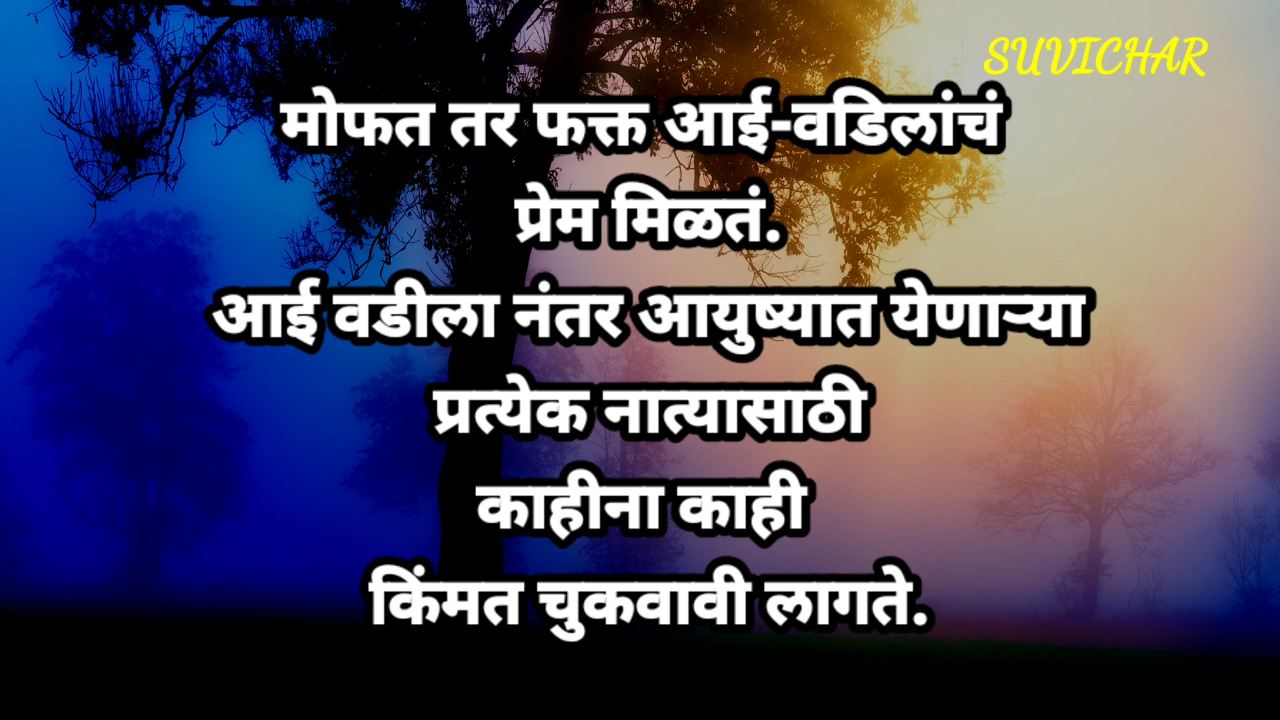 SUVICHAR
मोफत तर फक्त आई-वडिलांचं
प्रेम मिळतं.
आई वडीला नंतर आयुष्यात येणाऱ्या
प्रत्येक नात्यासाठी
काहीना काही
किंमत चुकवावी लागते.